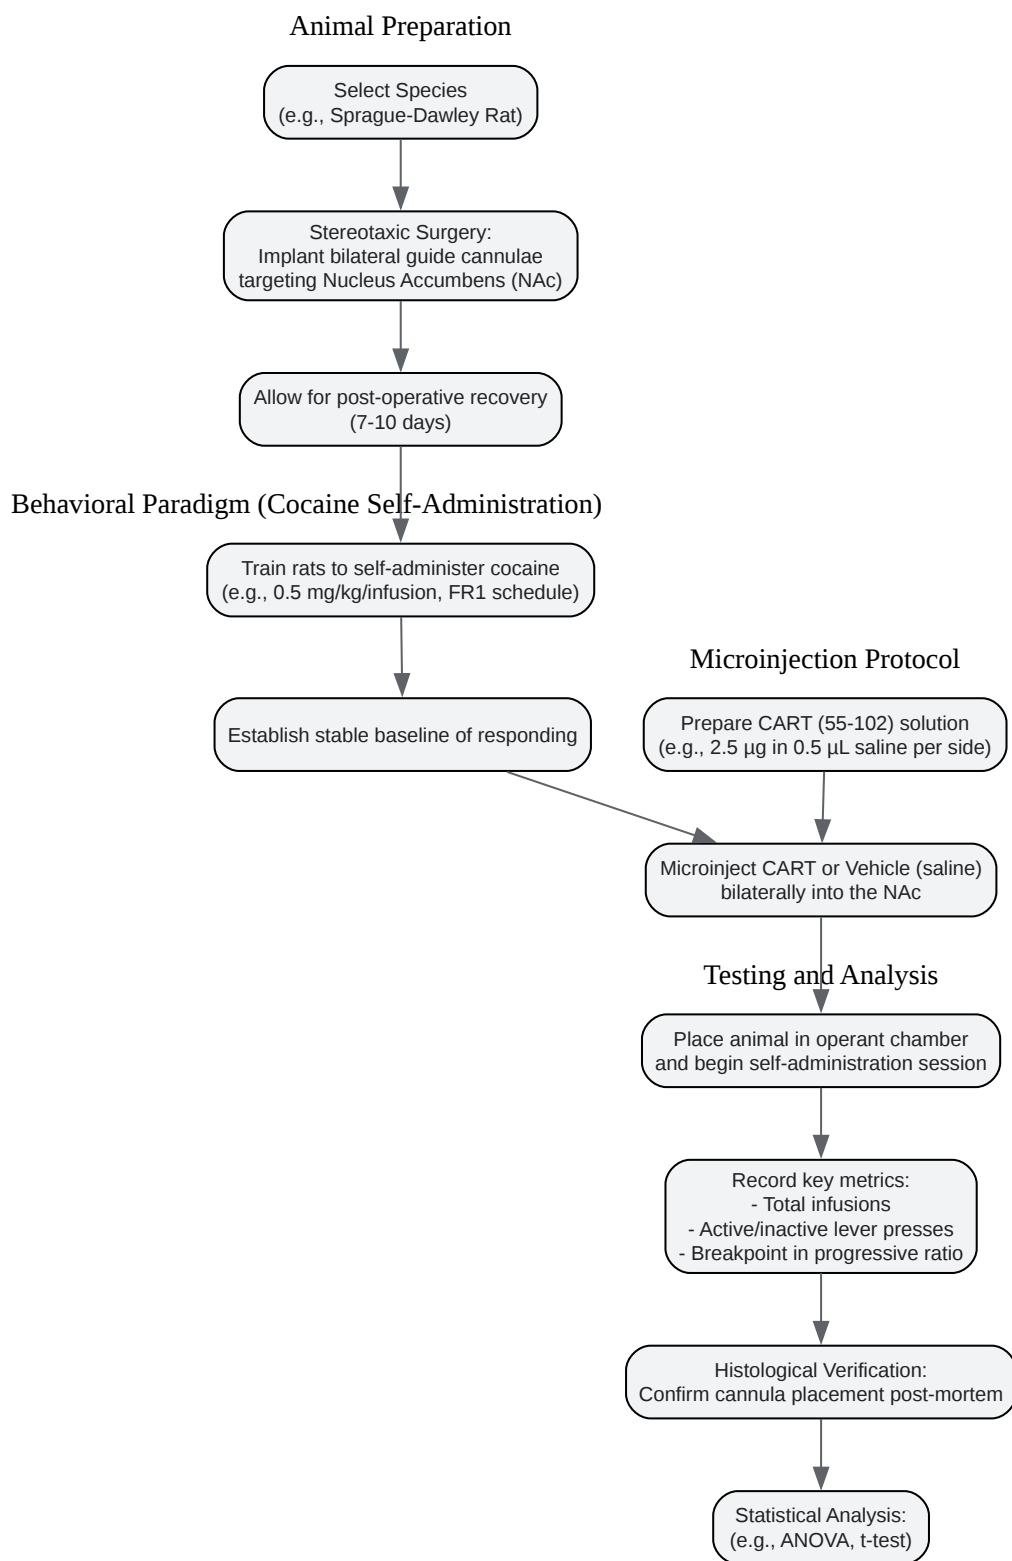 Animal Preparation
Select Species
(e.g., Sprague-Dawley Rat)
Stereotaxic Surgery:
Implant bilateral guide cannulae
targeting Nucleus Accumbens (NAc)
Allow for post-operative recovery
(7-10 days)
Behavioral Paradigm (Cocaine Self-Administration)
Train rats to self-administer cocaine
(e.g., 0.5 mg/kg/infusion, FR1 schedule)
Establish stable baseline of responding
Microinjection Protocol
Prepare CART (55-102) solution
(e.g., 2.5 µg in 0.5 µL saline per side)
Microinject CART or Vehicle (saline)
bilaterally into the NAc
Testing and Analysis
Place animal in operant chamber
and begin self-administration session
Record key metrics:
- Total infusions
- Active/inactive lever presses
- Breakpoint in progressive ratio
Histological Verification:
Confirm cannula placement post-mortem
Statistical Analysis:
(e.g., ANOVA, t-test)